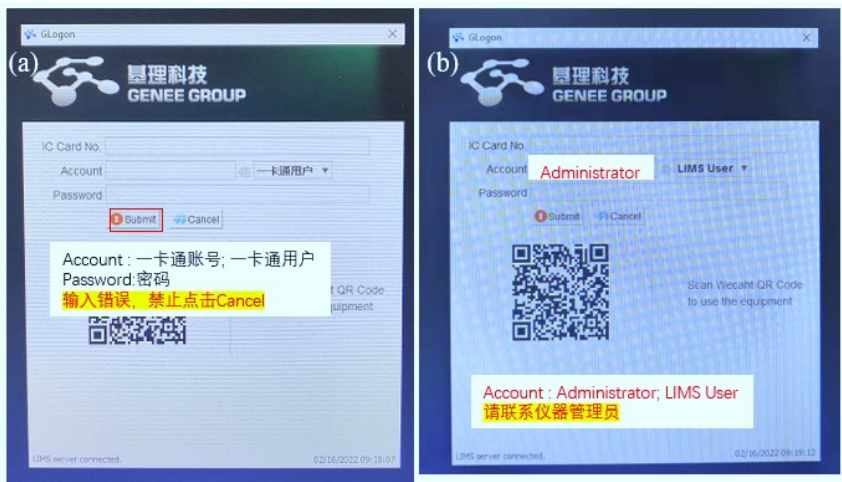 (a)
GLogon
基理科技
GENEE GROUP
IC Card No.
Account @ 一卡通用户
Password
Submit Cancel
Account : 一卡通账号; 一卡通用户
Password:密码
输入错误，禁止点击Cancel
t QR Code
quipment
LIMS server connected. 02/16/2022 09:18:07
(b)
GLogon
基理科技
GENEE GROUP
IC Card No.
Account Administrator @ LIMS User
Password
Submit Cancel
Scan Wecaht QR Code
to use the equipment
Account : Administrator; LIMS User
请联系仪器管理员
LIMS server connected. 02/16/2022 09:19:12